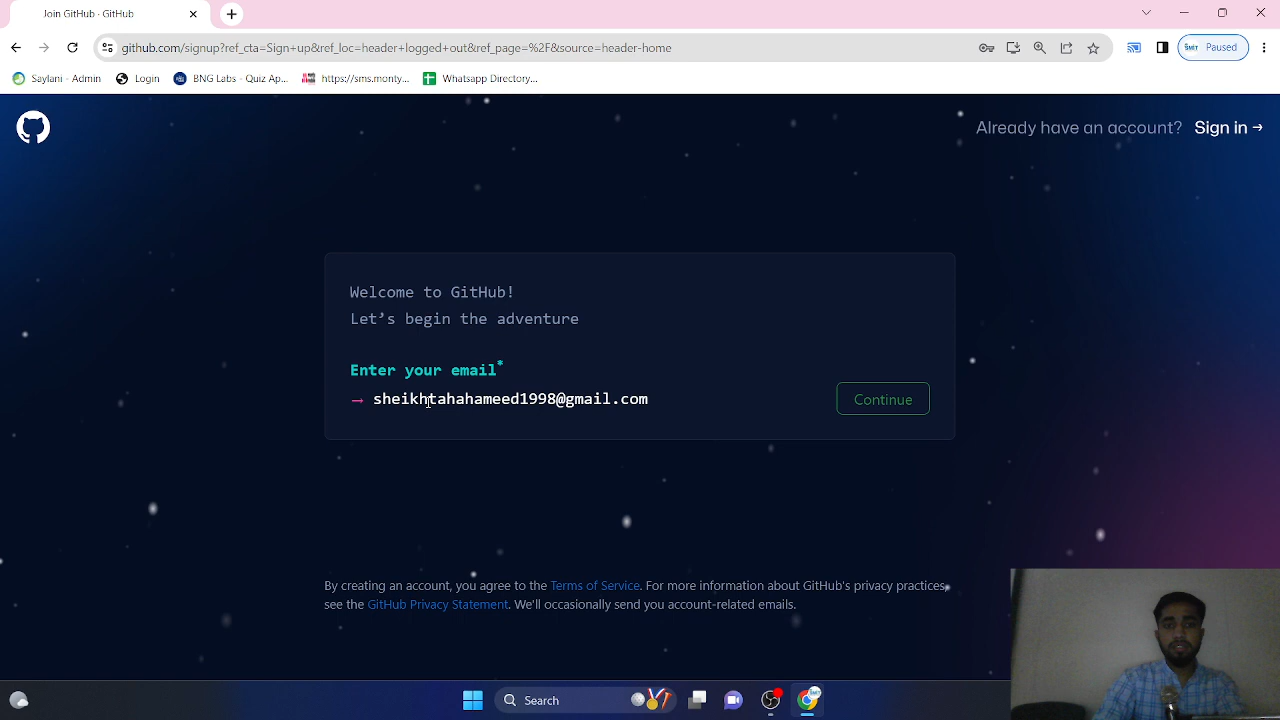 Join GitHub · GitHub
github.com/signup?ref_cta=Sign+up&ref_loc=header+logged+out&ref_page=%2F&source=header-home
SMIT Paused
Saylani - Admin Login BNG Labs - Quiz Ap... https://sms.monty... Whatsapp Directory...
Already have an account? Sign in →
Welcome to GitHub!
Let's begin the adventure
Enter your email*
→ sheikhtahahameed1998@gmail.com
Continue
By creating an account, you agree to the Terms of Service. For more information about GitHub's privacy practices,
see the GitHub Privacy Statement. We'll occasionally send you account-related emails.
Search